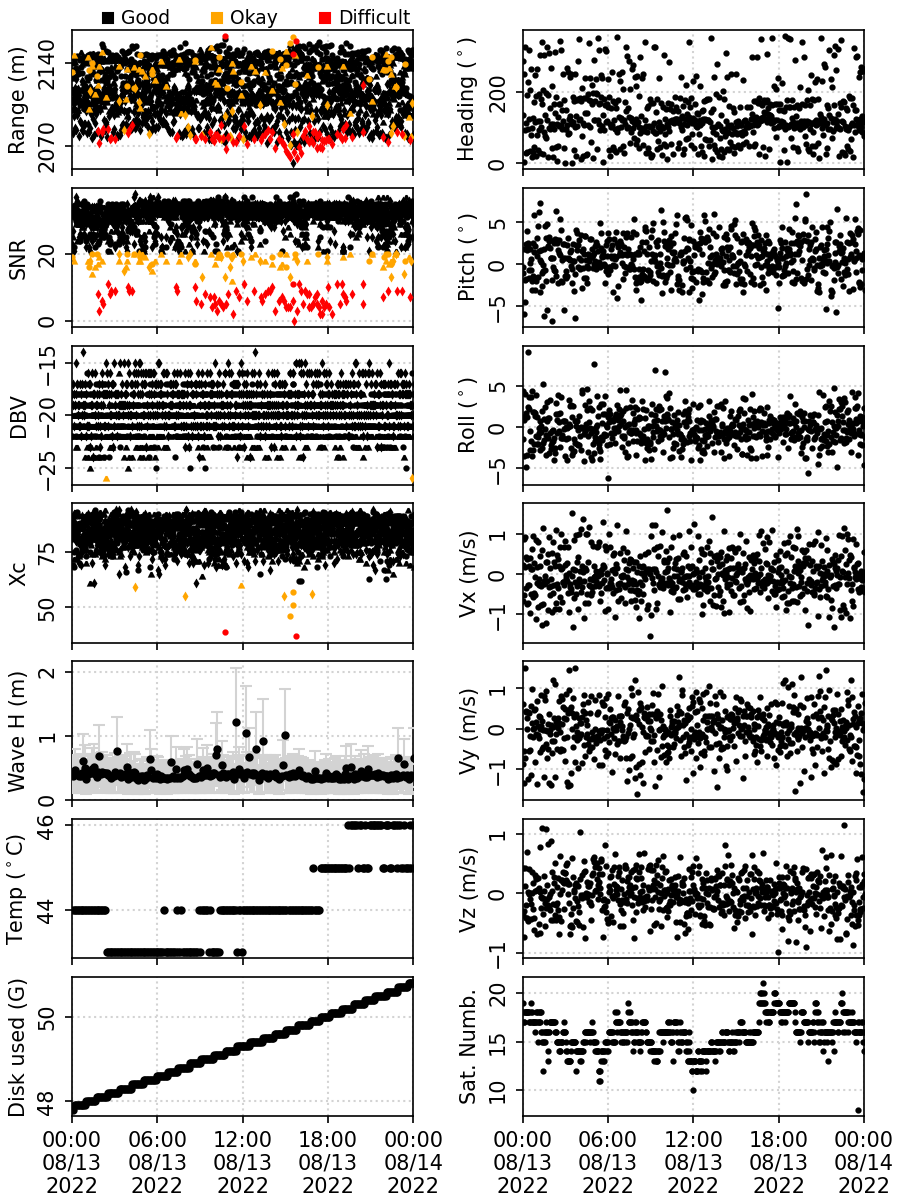 Good Okay Difficult
Range (m)
2140
2070
Heading (°)
200
0
SNR
20
0
Pitch (°)
5
0
−5
DBV
−15
−20
−25
Roll (°)
5
0
−5
Xc
75
50
Vx (m/s)
1
0
−1
Wave H (m)
2
1
0
Vy (m/s)
1
0
−1
Temp (°C)
46
44
Vz (m/s)
1
0
−1
Disk used (G)
50
48
Sat. Numb.
20
15
10
00:00 06:00 12:00 18:00 00:00
08/13 08/13 08/13 08/13 08/14
2022 2022 2022 2022 2022
00:00 06:00 12:00 18:00 00:00
08/13 08/13 08/13 08/13 08/14
2022 2022 2022 2022 2022